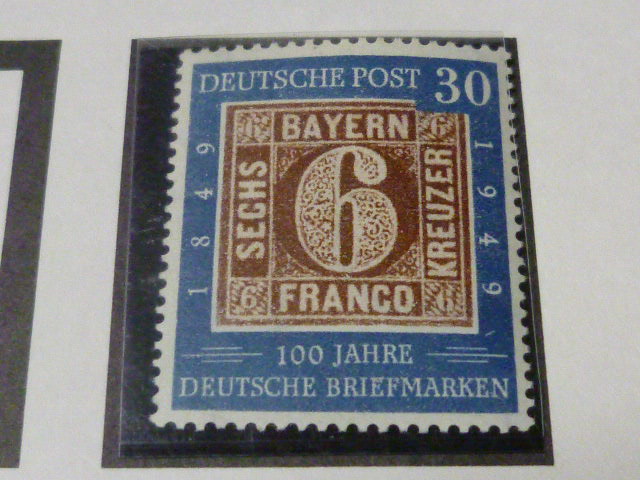 DEUTSCHE POST 30
1849
6 BAYERN 6
SECHS
6
KREUZER
6 FRANCO 6
1949
100 JAHRE
DEUTSCHE BRIEFMARKEN